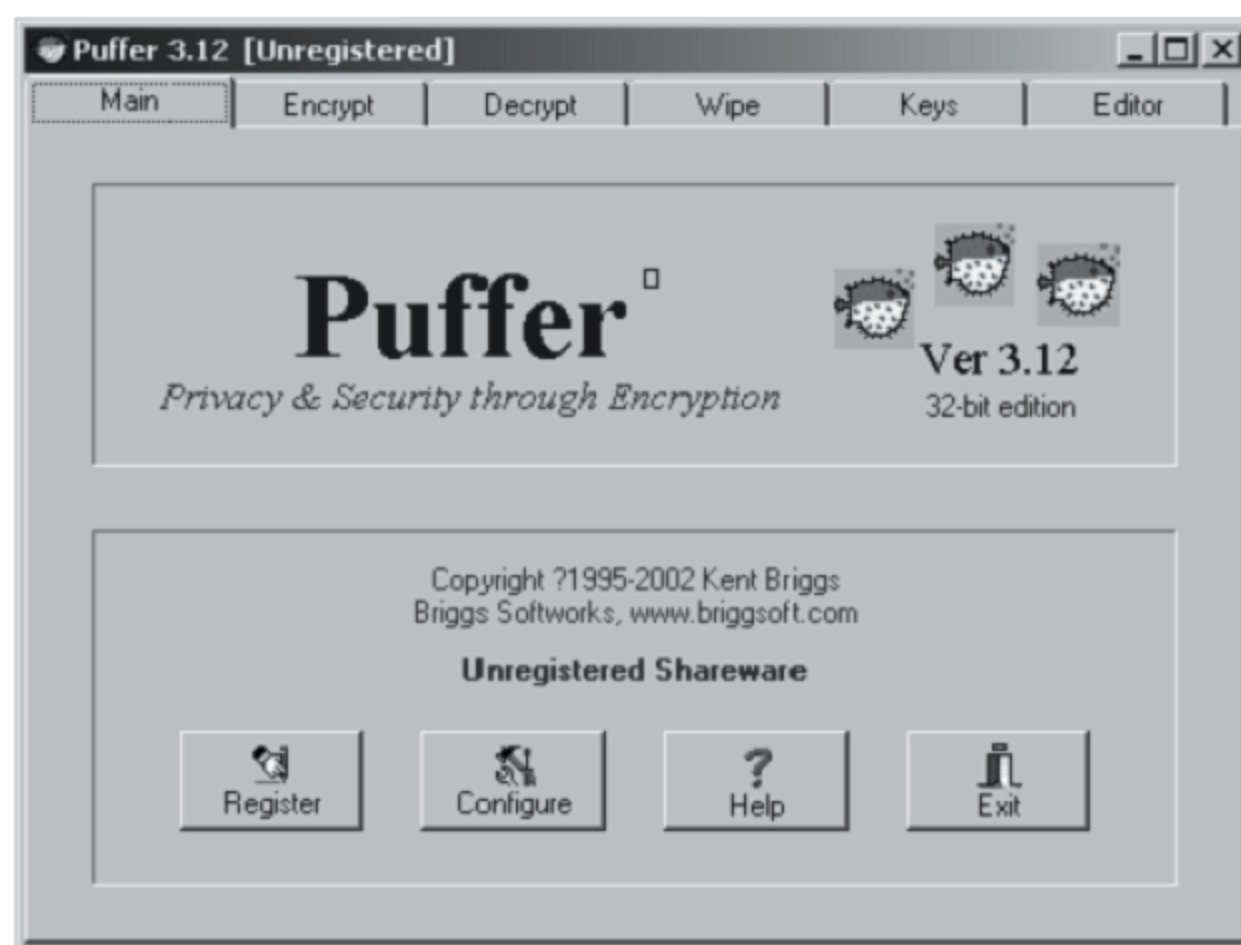 Puffer 3.12 [Unregistered]
Main Encrypt Decrypt Wipe Keys Editor
Puffer
Privacy & Security through Encryption
Ver 3.12
32-bit edition
Copyright ?1995-2002 Kent Briggs
Briggs Softworks, www.briggsoft.com
Unregistered Shareware
Register Configure Help Exit